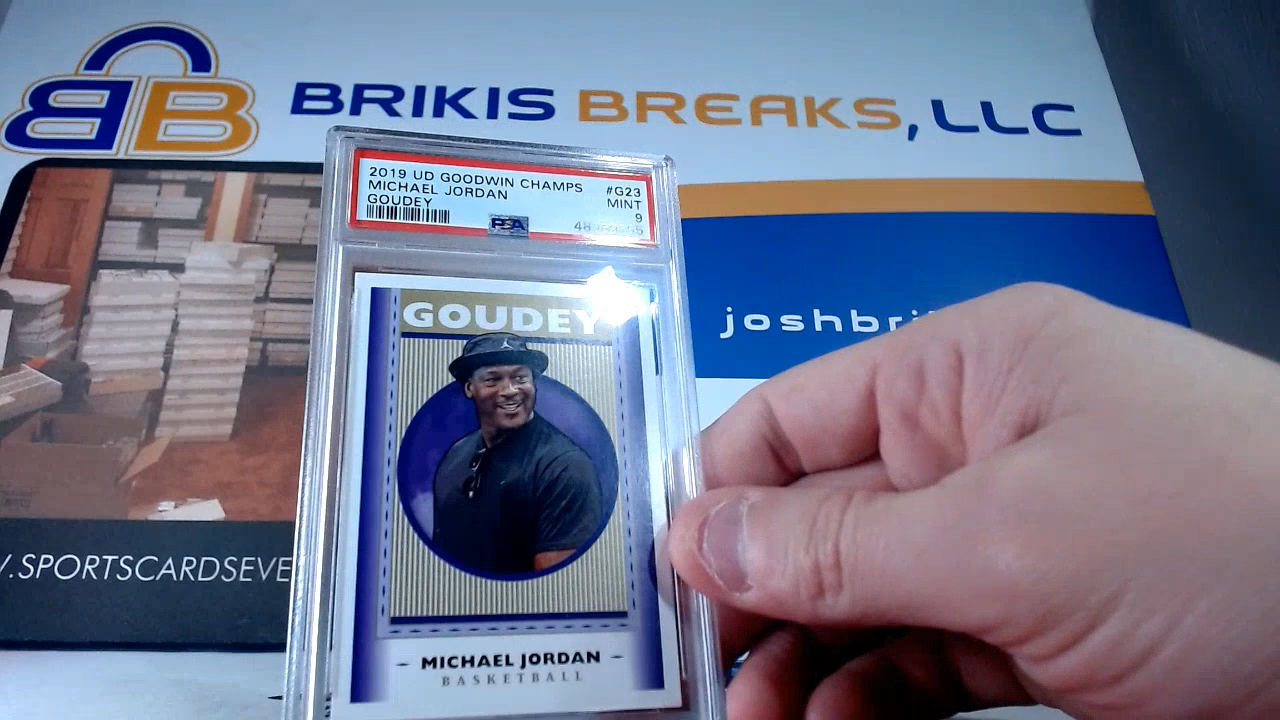 BB
BRIKIS BREAKS, LLC
2019 UD GOODWIN CHAMPS #G23
MICHAEL JORDAN MINT
GOUDEY 9
PSA
GOUDEY
MICHAEL JORDAN
BASKETBALL
.SPORTSCARDSEVE
joshbri